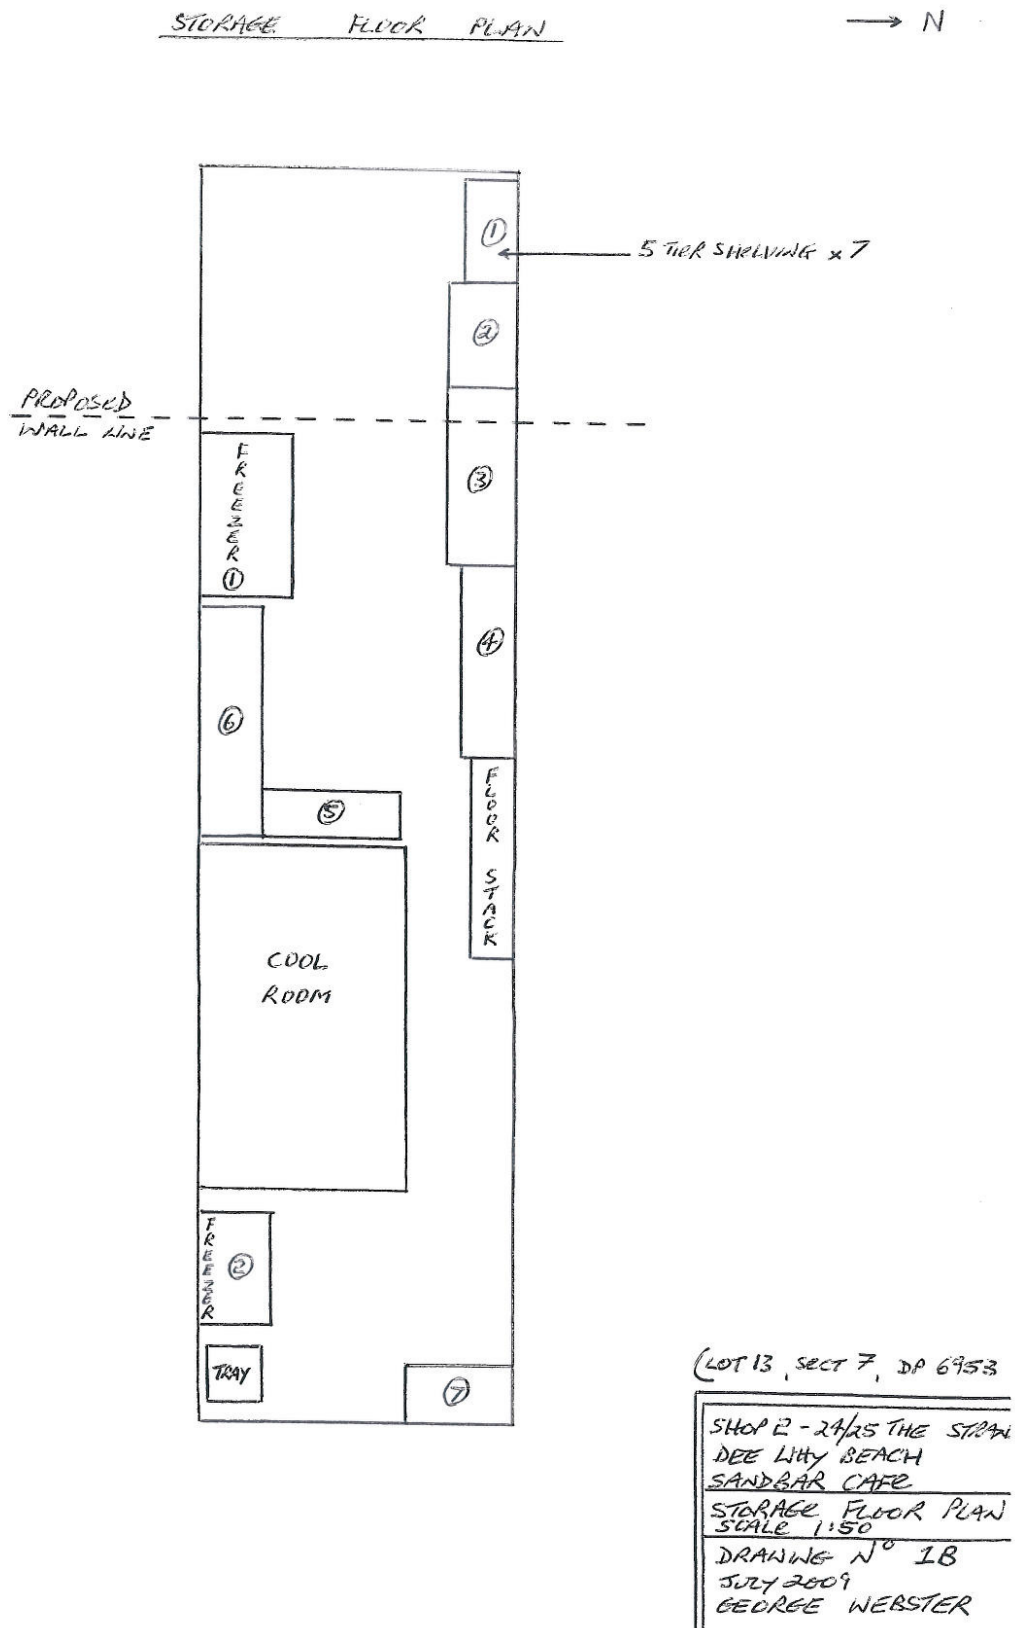 STORAGE FLOOR PLAN
→ N
①
5 TIER SHELVING x 7
②
PROPOSED
WALL LINE
FREEZER ①
③
④
⑥
⑤
FLOOR STACK
COOL
ROOM
FREEZER ②
TRAY
⑦
(LOT 13, SECT 7, DP 6953
SHOP 2 - 24/25 THE STRAN
DEE WHY BEACH
SANDBAR CAFE
STORAGE FLOOR PLAN
SCALE 1:50
DRAWING Nº 1B
JULY 2009
GEORGE WEBSTER